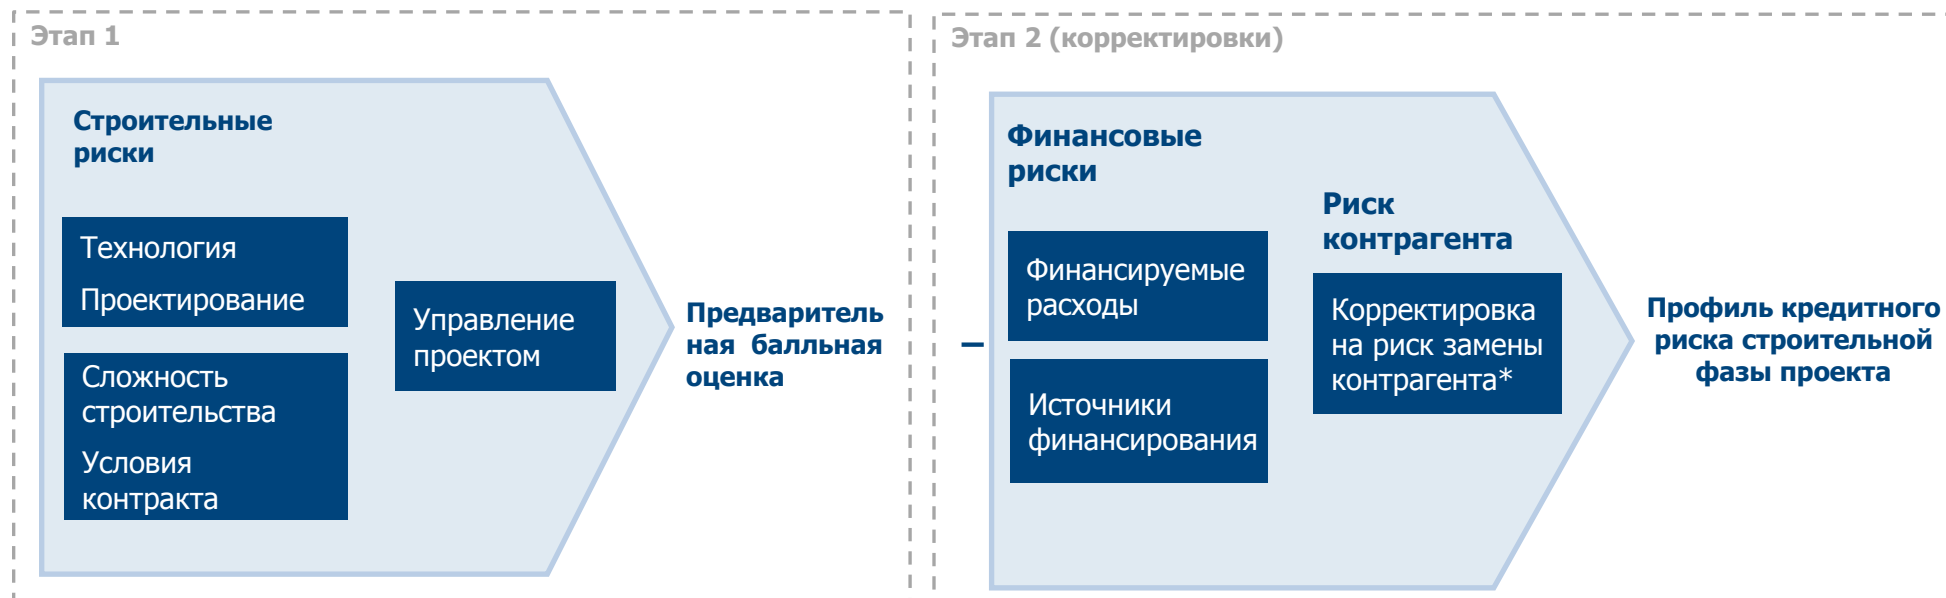 Этап 1
Строительные
риски
Технология
Проектирование
Сложность
строительства
Условия
контракта
Управление
проектом
Предваритель
ная балльная
оценка
Этап 2 (корректировки)
–
Финансовые
риски
Финансируемые
расходы
Источники
финансирования
Риск
контрагента
Корректировка
на риск замены
контрагента*
Профиль кредитного
риска строительной
фазы проекта